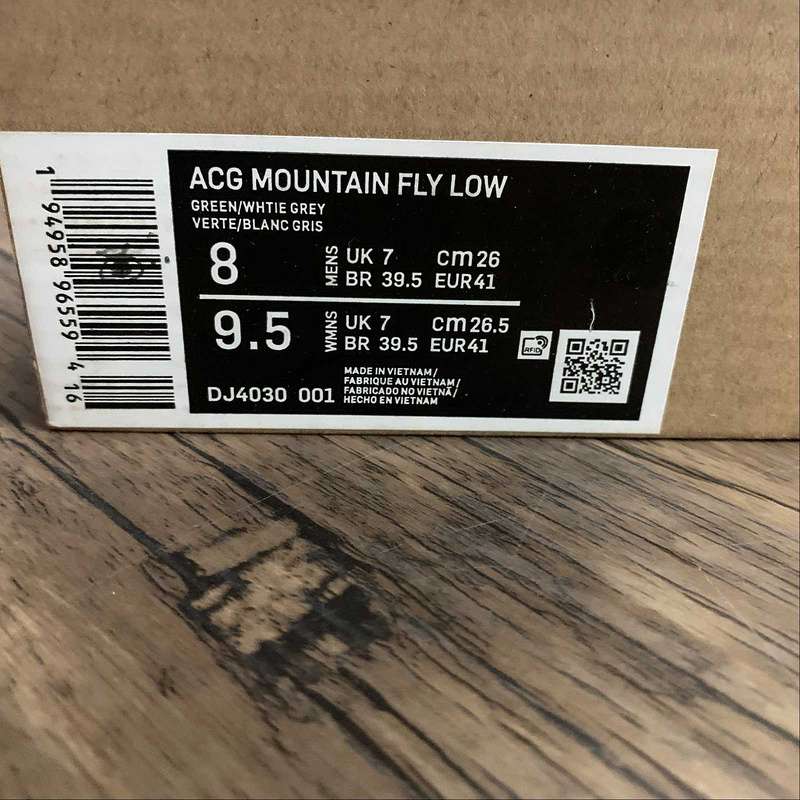 ACG MOUNTAIN FLY LOW
GREEN/WHTIE GREY
VERTE/BLANC GRIS
8 MENS UK 7 cm 26
BR 39.5 EUR 41
9.5 WMNS UK 7 cm 26.5
BR 39.5 EUR 41
RFID
DJ4030 001
MADE IN VIETNAM/
FABRIQUE AU VIETNAM/
FABRICADO NO VIETNÃ/
HECHO EN VIETNAM
1 94958 96559 4 16